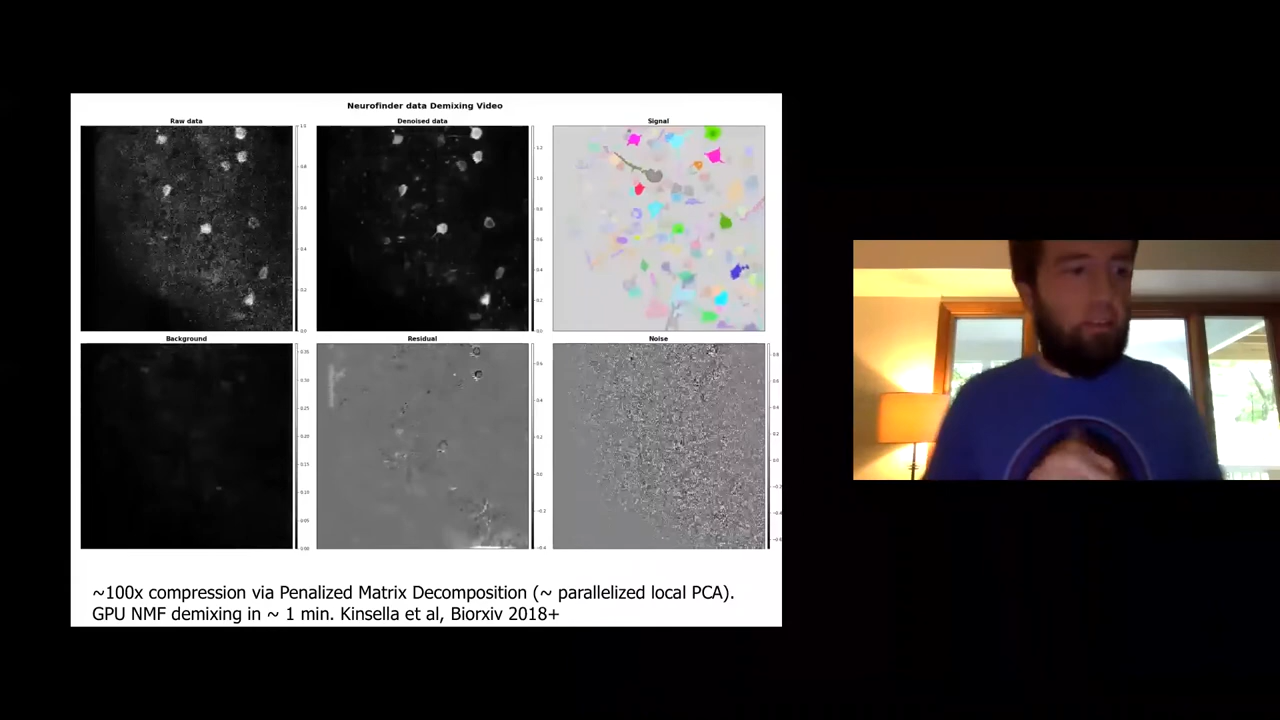 Neurofinder data Demixing Video
Raw data
Denoised data
Signal
Background
Residual
Noise
~100x compression via Penalized Matrix Decomposition (~ parallelized local PCA).
GPU NMF demixing in ~ 1 min. Kinsella et al, Biorxiv 2018+